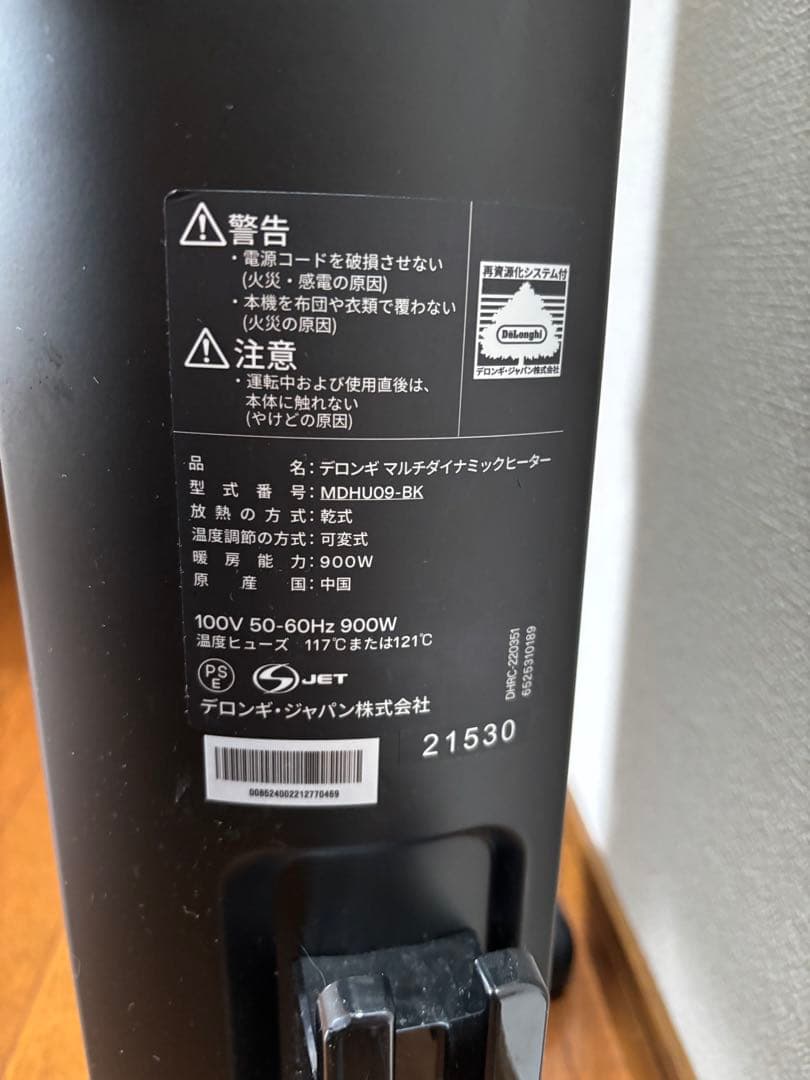 警告
・電源コードを破損させない
(火災・感電の原因)
・本機を布団や衣類で覆わない
(火災の原因)
注意
・運転中および使用直後は、
本体に触れない
(やけどの原因)
再資源化システム付
DeLonghi
デロンギ・ジャパン株式会社
品名：デロンギ マルチダイナミックヒーター
型式番号：MDHU09-BK
放熱の方式：乾式
温度調節の方式：可変式
暖房能力：900W
原産国：中国
100V 50-60Hz 900W
温度ヒューズ 117℃または121℃
PS
E
JET
デロンギ・ジャパン株式会社
DHRC-220351
6525310189
21530
008524002212770469